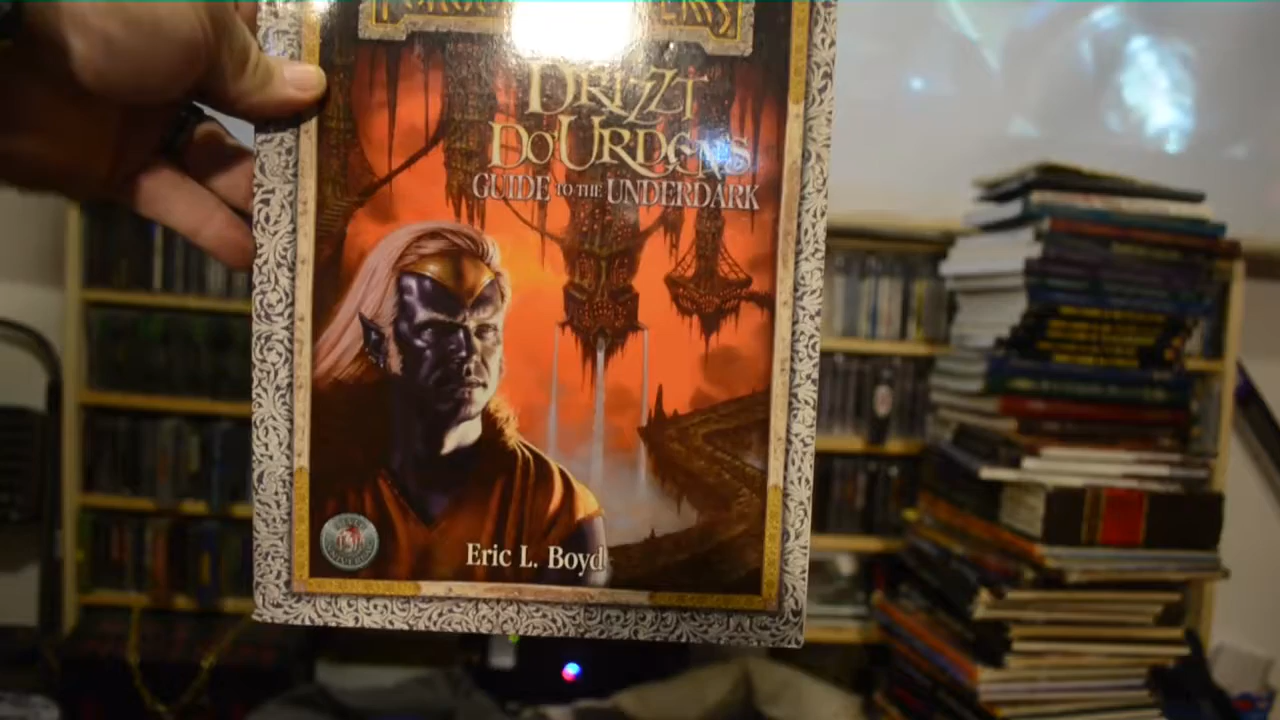 DRIZZT
DO'URDEN'S
GUIDE TO THE UNDERDARK
Eric L. Boyd